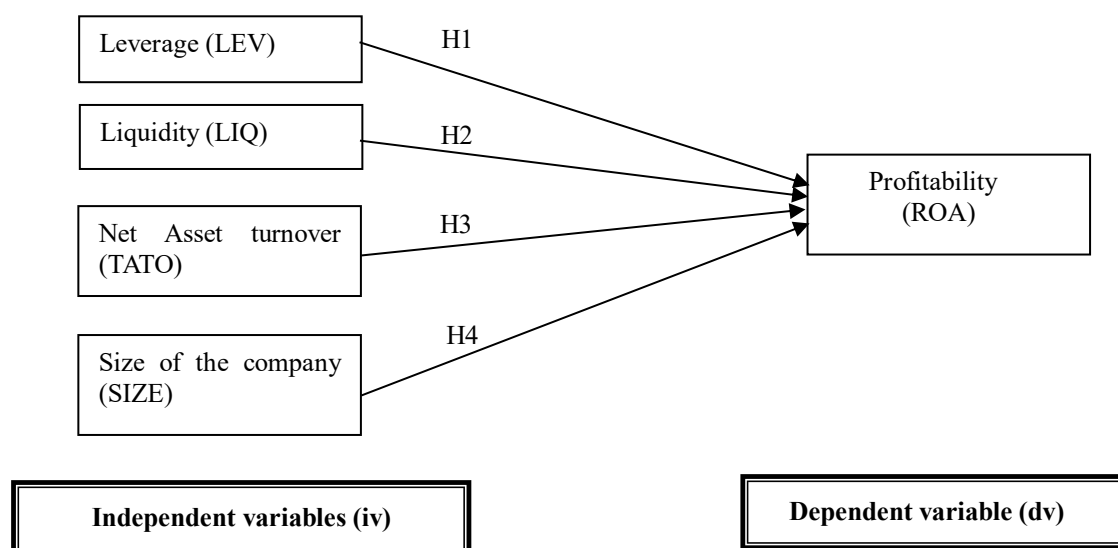 Leverage (LEV)
H1
Liquidity (LIQ)
H2
Net Asset turnover
(TATO)
H3
Size of the company
(SIZE)
H4
Profitability
(ROA)
Independent variables (iv)
Dependent variable (dv)